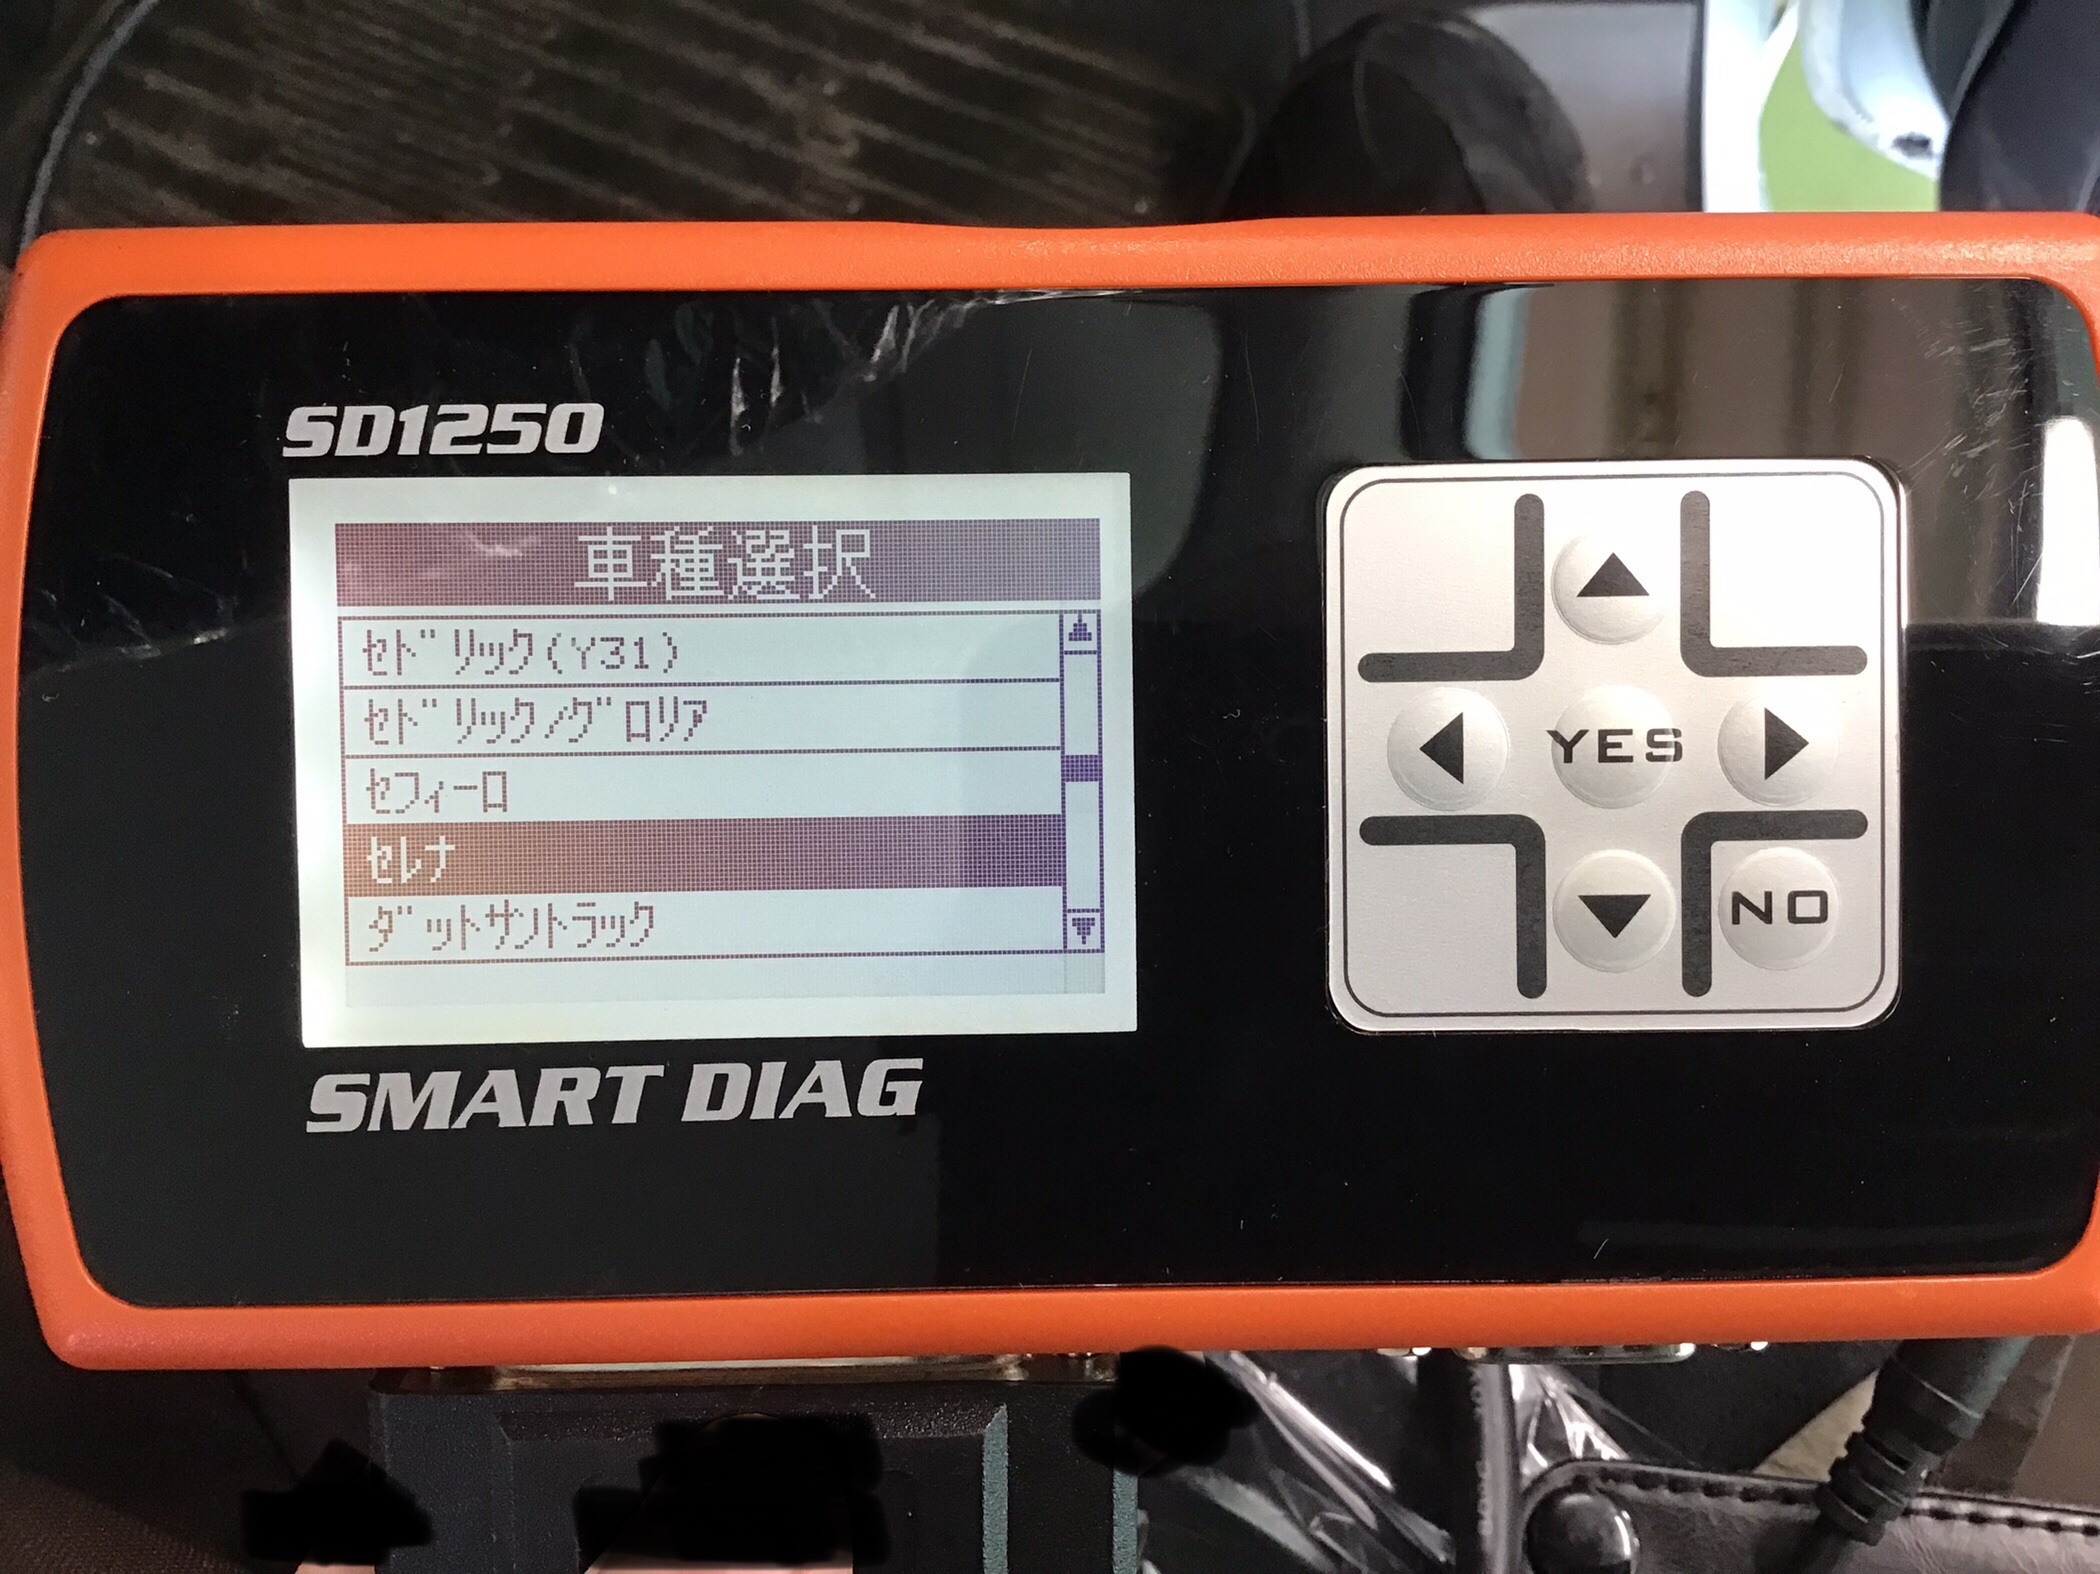 SD1250
車種選択
ｾﾄﾞﾘｯｸ(Y31)
ｾﾄﾞﾘｯｸ/ｸﾞﾛﾘｱ
ｾﾌｨｰﾛ
ｾﾚﾅ
ﾀﾞｯﾄｻﾝﾄﾗｯｸ
SMART DIAG
YES
NO